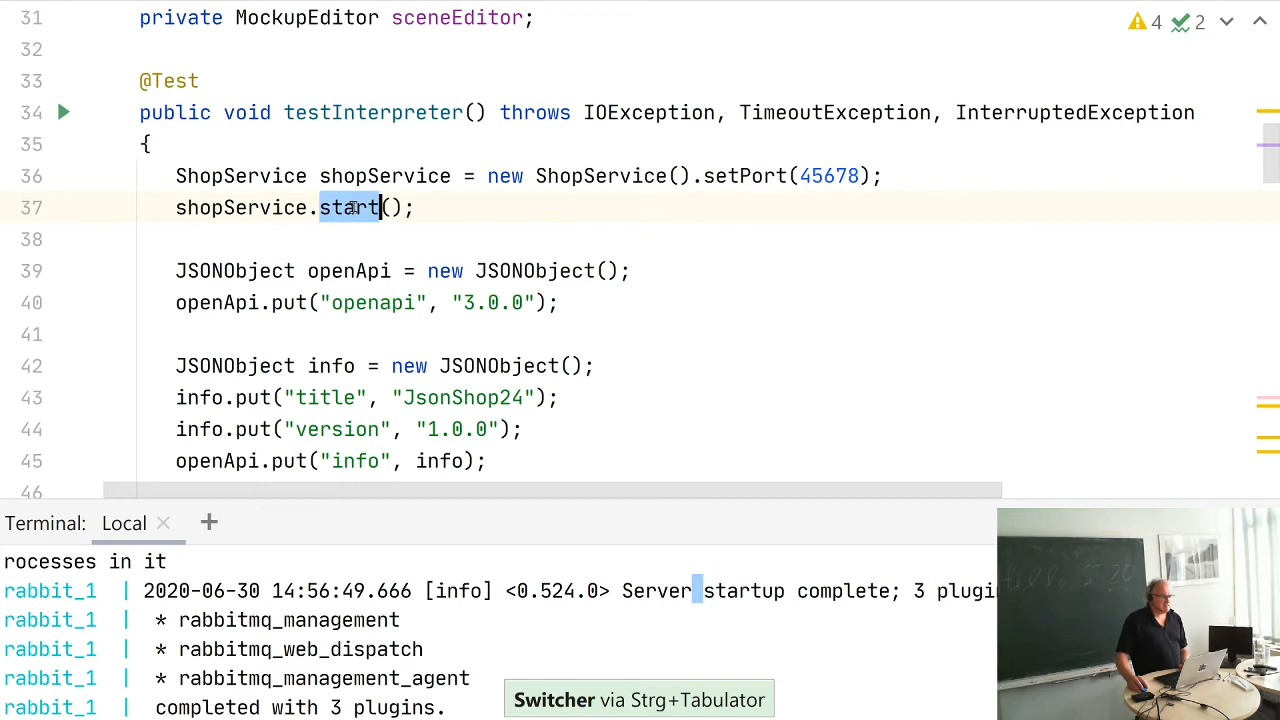 31 private MockupEditor sceneEditor;
4 2
32
33 @Test
34 public void testInterpreter() throws IOException, TimeoutException, InterruptedException
35 {
36 ShopService shopService = new ShopService().setPort(45678);
37 shopService.start();
38
39 JSONObject openApi = new JSONObject();
40 openApi.put("openapi", "3.0.0");
41
42 JSONObject info = new JSONObject();
43 info.put("title", "JsonShop24");
44 info.put("version", "1.0.0");
45 openApi.put("info", info);
46
Terminal: Local
rocesses in it
rabbit_1 | 2020-06-30 14:56:49.666 [info] <0.524.0> Server startup complete; 3 plugin
rabbit_1 | * rabbitmq_management
rabbit_1 | * rabbitmq_web_dispatch
rabbit_1 | * rabbitmq_management_agent
rabbit_1 | completed with 3 plugins.
Switcher via Strg+Tabulator